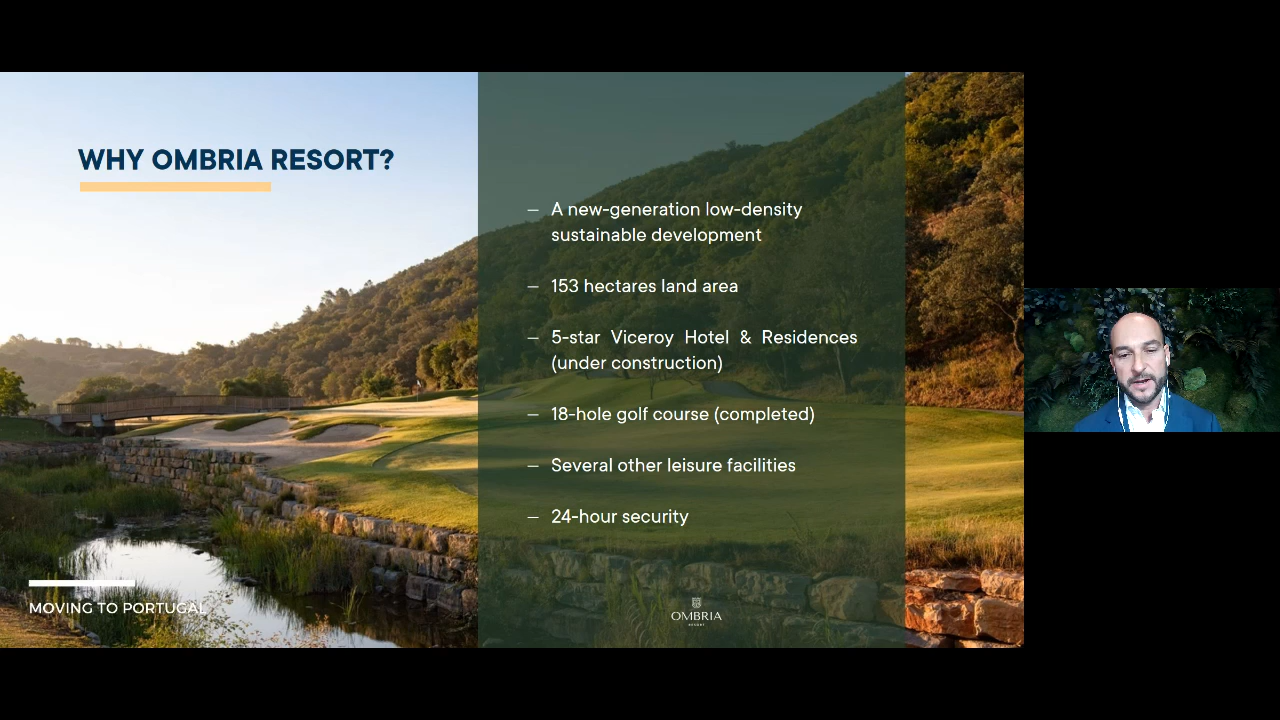 WHY OMBRIA RESORT?
– A new-generation low-density
sustainable development
– 153 hectares land area
– 5-star Viceroy Hotel & Residences
(under construction)
– 18-hole golf course (completed)
– Several other leisure facilities
– 24-hour security
MOVING TO PORTUGAL
OMBRIA
RESORT